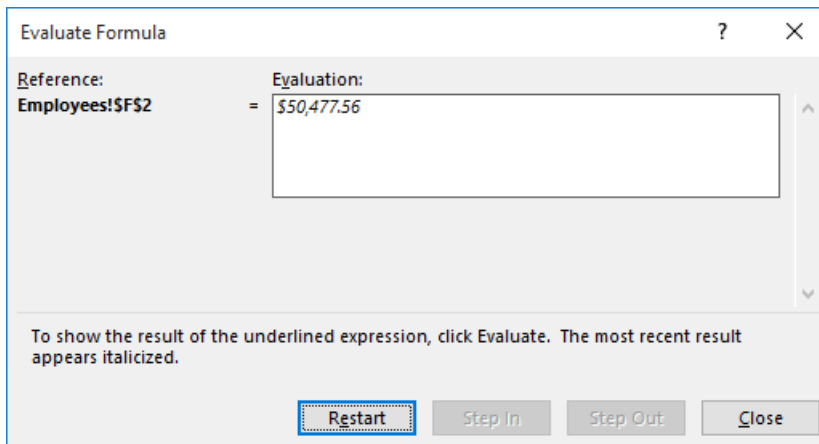 Evaluate Formula
?
Reference:
Evaluation:
Employees!$F$2
=
$50,477.56
To show the result of the underlined expression, click Evaluate. The most recent result
appears italicized.
Restart
Step In
Step Out
Close